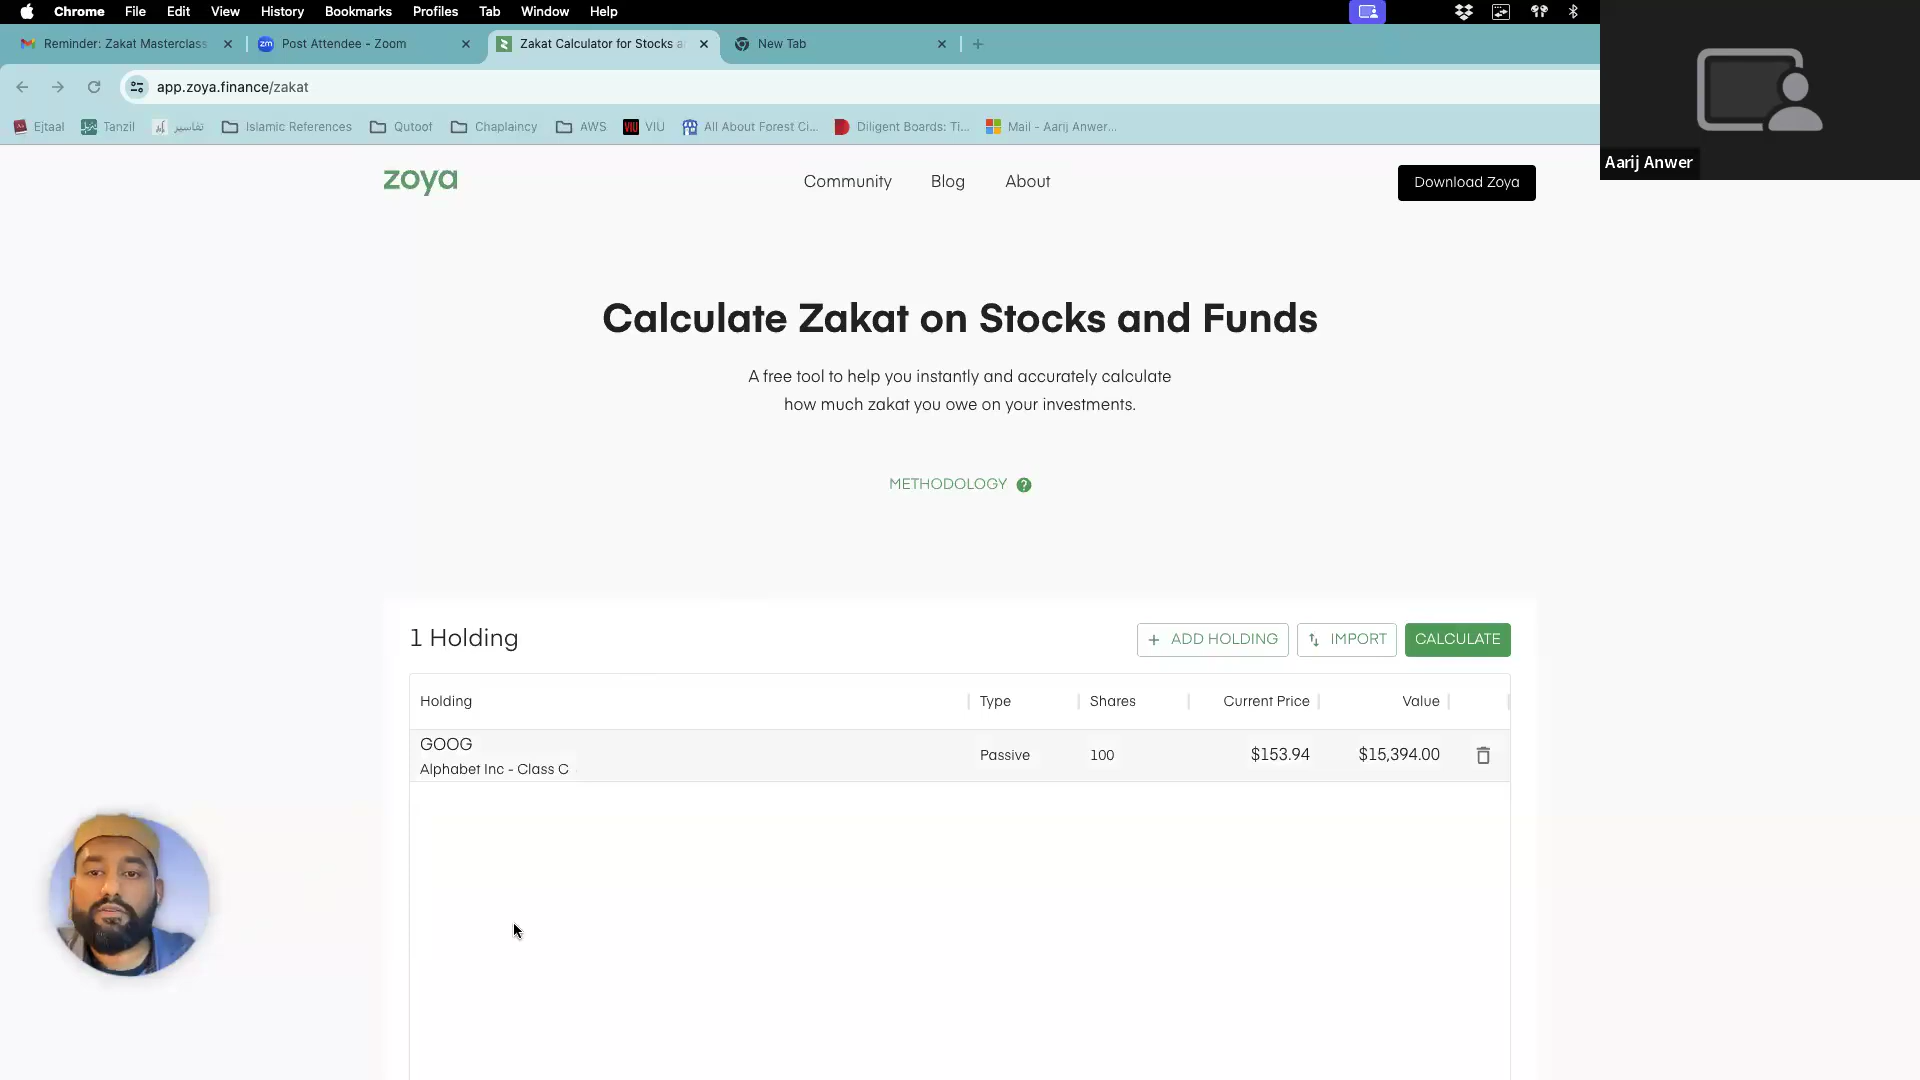 Chrome File Edit View History Bookmarks Profiles Tab Window Help
Reminder: Zakat Masterclass
zm Post Attendee - Zoom
Zakat Calculator for Stocks a
New Tab
app.zoya.finance/zakat
Ejtaal Tanzil تفاسير Islamic References Qutoof Chaplaincy AWS VIU VIU All About Forest Ci... Diligent Boards: Ti... Mail - Aarij Anwer...
Aarij Anwer
zoya
Community Blog About
Download Zoya
Calculate Zakat on Stocks and Funds
A free tool to help you instantly and accurately calculate
how much zakat you owe on your investments.
METHODOLOGY ?
1 Holding
+ ADD HOLDING IMPORT CALCULATE
Holding Type Shares Current Price Value
GOOG
Alphabet Inc - Class C
Passive 100 $153.94 $15,394.00